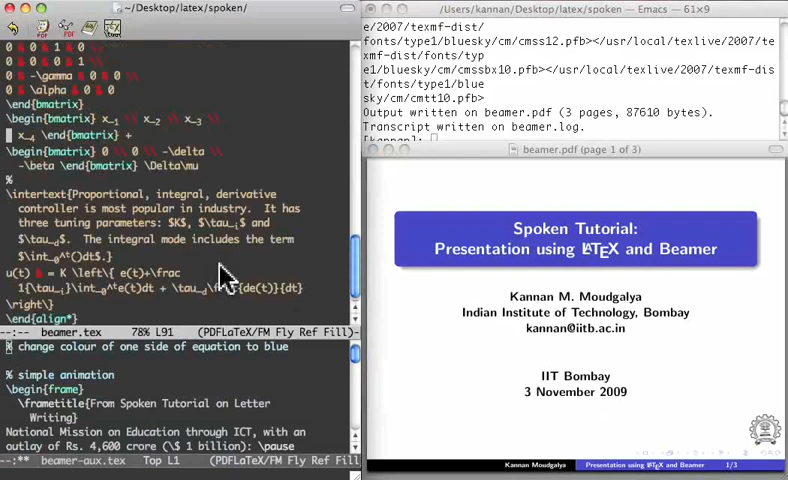 ~/Desktop/latex/spoken/
0 & 0 & 1 & 0 \\
0 & 0 & 0 & 1 \\
0 & -\gamma & 0 & 0
0 & \alpha & 0 & 0
\end{bmatrix}
\begin{bmatrix} x_1 \\ x_2 \\ x_3 \\
x_4 \end{bmatrix} +
\begin{bmatrix} 0 \\ 0 \\ -\delta \\
-\beta \end{bmatrix} \Delta\mu
%
\intertext{Proportional, integral, derivative
controller is most popular in industry.  It has
three tuning parameters: $K$, $\tau_i$ and
$\tau_d$.  The integral mode includes the term
$\int_0^t()dt$.}
u(t) & = K \left\{ e(t)+\frac
1{\tau_i}\int_0^te(t)dt + \tau_d\ {de(t)}{dt}
\right\}
\end{align*}
--:--  beamer.tex   78% L91   (PDFLaTeX/FM Fly Ref Fill)--
% change colour of one side of equation to blue
% simple animation
\begin{frame}
\frametitle{From Spoken Tutorial on Letter
Writing}
National Mission on Education through ICT, with an
outlay of Rs. 4,600 crore (\$ 1 billion): \pause
--:**  beamer-aux.tex   Top L1   (PDFLaTeX/FM Fly Ref Fill)
/Users/kannan/Desktop/latex/spoken — Emacs — 61×9
e/2007/texmf-dist/
fonts/type1/bluesky/cm/cmss12.pfb></usr/local/texlive/2007/te
xmf-dist/fonts/typ
e1/bluesky/cm/cmssbx10.pfb></usr/local/texlive/2007/texmf-dis
t/fonts/type1/blue
sky/cm/cmtt10.pfb>
Output written on beamer.pdf (3 pages, 87610 bytes).
Transcript written on beamer.log.
[kannan]:
beamer.pdf (page 1 of 3)
Spoken Tutorial:
Presentation using LATEX and Beamer
Kannan M. Moudgalya
Indian Institute of Technology, Bombay
kannan@iitb.ac.in
IIT Bombay
3 November 2009
Kannan Moudgalya
Presentation using LATEX and Beamer
1/3